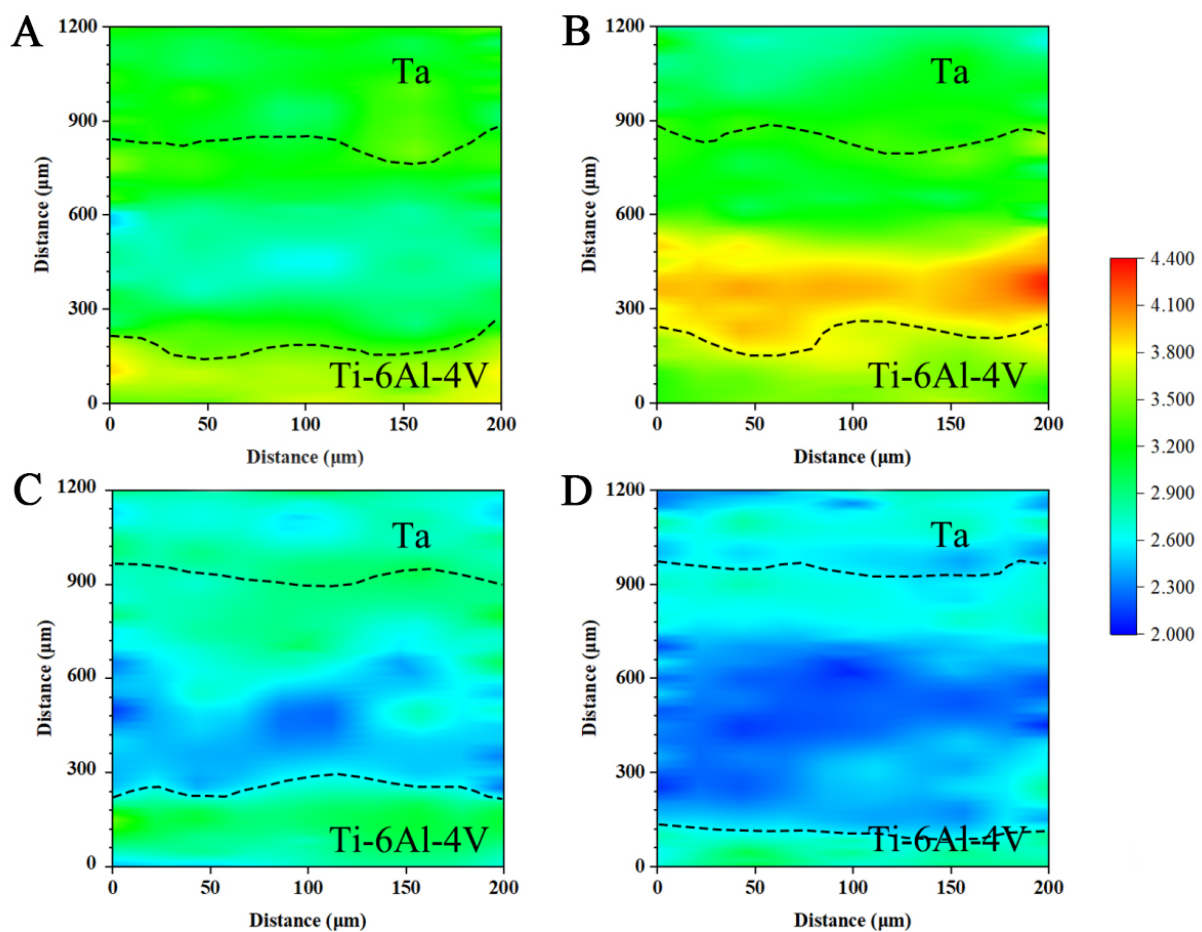 A
1200
900
600
300
0
Distance (μm)
Ta
Ti-6Al-4V
0 50 100 150 200
Distance (μm)
B
1200
900
600
300
0
Distance (μm)
Ta
Ti-6Al-4V
0 50 100 150 200
Distance (μm)
4.400
4.100
3.800
3.500
3.200
2.900
2.600
2.300
2.000
C
1200
900
600
300
0
Distance (μm)
Ta
Ti-6Al-4V
0 50 100 150 200
Distance (μm)
D
1200
900
600
300
0
Distance (μm)
Ta
Ti-6Al-4V
0 50 100 150 200
Distance (μm)